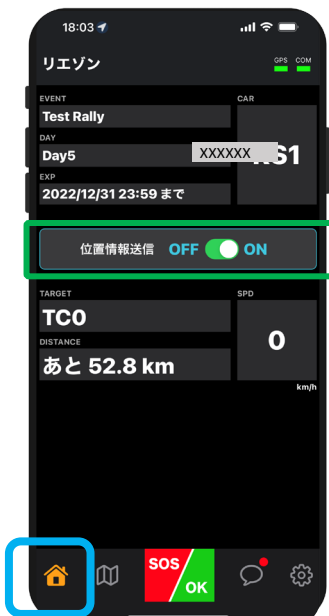 18:03
リエゾン
GPS COM
EVENT
Test Rally
CAR
DAY
Day5
XXXXXX
S1
EXP
2022/12/31 23:59 まで
位置情報送信 OFF ON
TARGET
TC0
SPD
0
DISTANCE
あと 52.8 km
km/h
SOS
OK